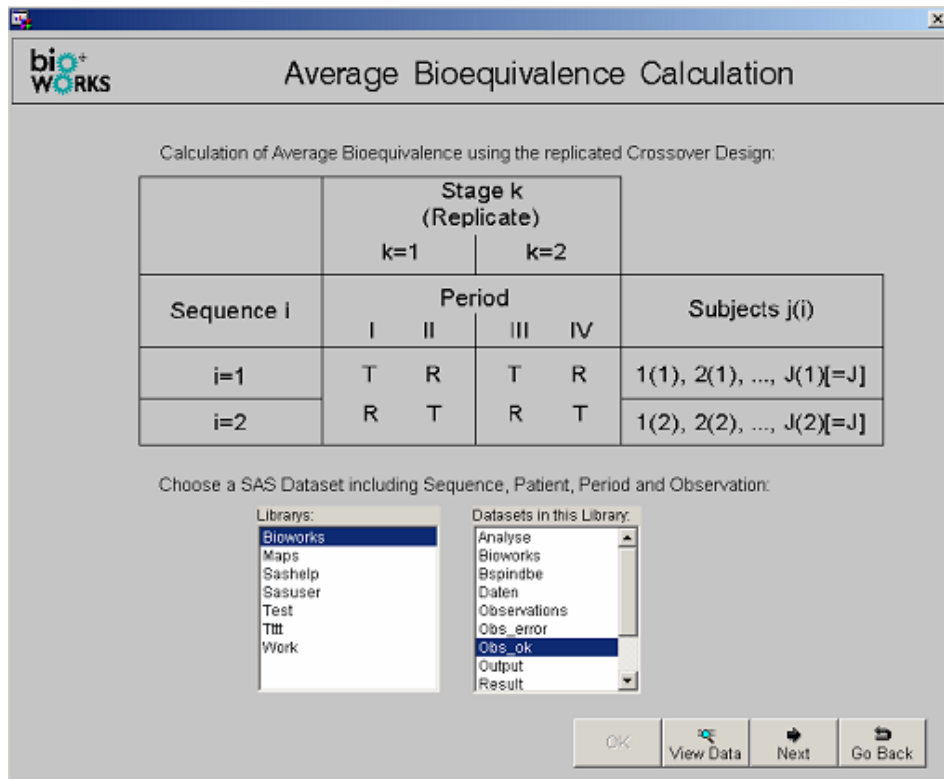 bio+
WORKS
Average Bioequivalence Calculation
Calculation of Average Bioequivalence using the replicated Crossover Design:
Stage k
(Replicate)
k=1 k=2
Sequence i Period Subjects j(i)
I II III IV
i=1 T R T R 1(1), 2(1), ..., J(1)[=J]
i=2 R T R T 1(2), 2(2), ..., J(2)[=J]
Choose a SAS Dataset including Sequence, Patient, Period and Observation:
Librarys:
Bioworks
Maps
Sashelp
Sasuser
Test
Tttt
Work
Datasets in this Library:
Analyse
Bioworks
Bspindbe
Daten
Observations
Obs_error
Obs_ok
Output
Result
OK
View Data
Next
Go Back